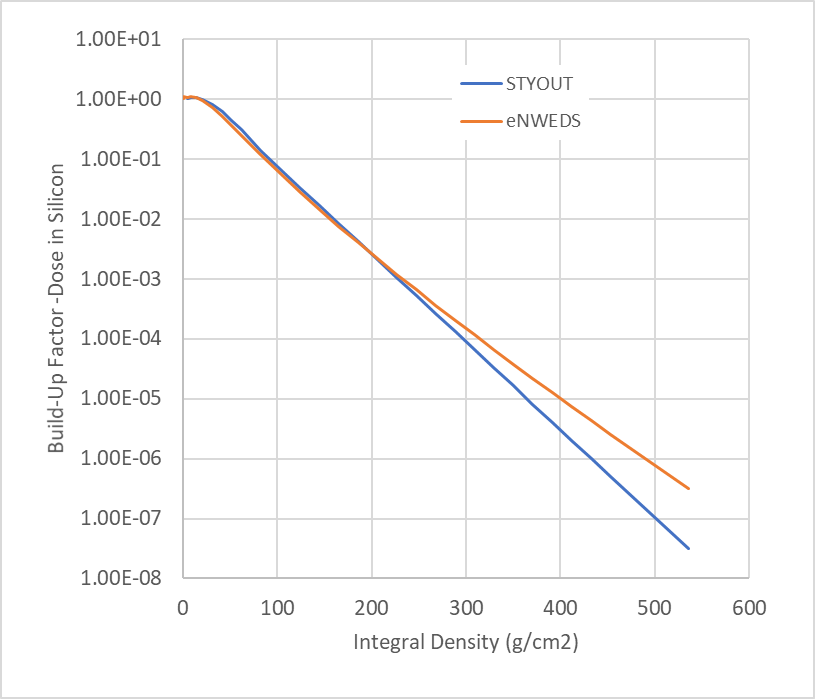 1.00E+01
1.00E+00
1.00E-01
1.00E-02
1.00E-03
1.00E-04
1.00E-05
1.00E-06
1.00E-07
1.00E-08
Build-Up Factor -Dose in Silicon
STYOUT
eNWEDS
0 100 200 300 400 500 600
Integral Density (g/cm2)